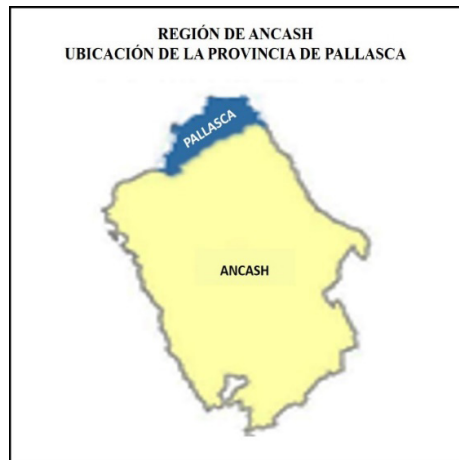 REGIÓN DE ANCASH
UBICACIÓN DE LA PROVINCIA DE PALLASCA
PALLASCA
ANCASH